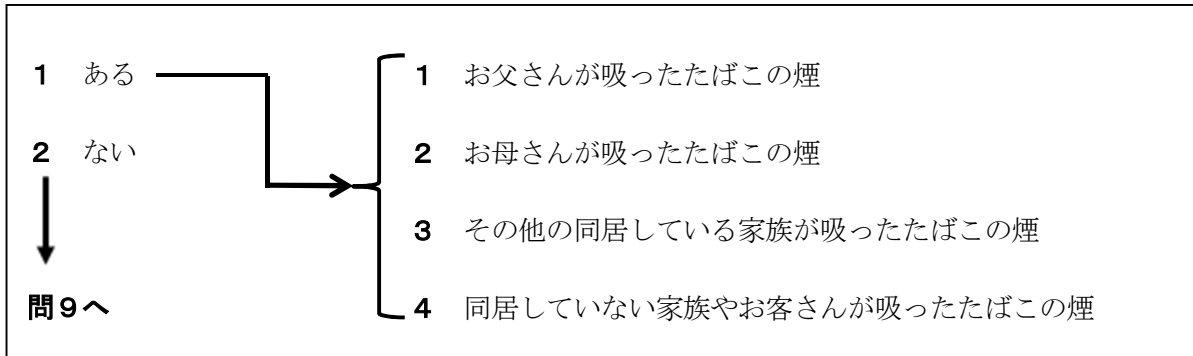 １ ある
２ ない
問９へ
１ お父さんが吸ったたばこの煙
２ お母さんが吸ったたばこの煙
３ その他の同居している家族が吸ったたばこの煙
４ 同居していない家族やお客さんが吸ったたばこの煙